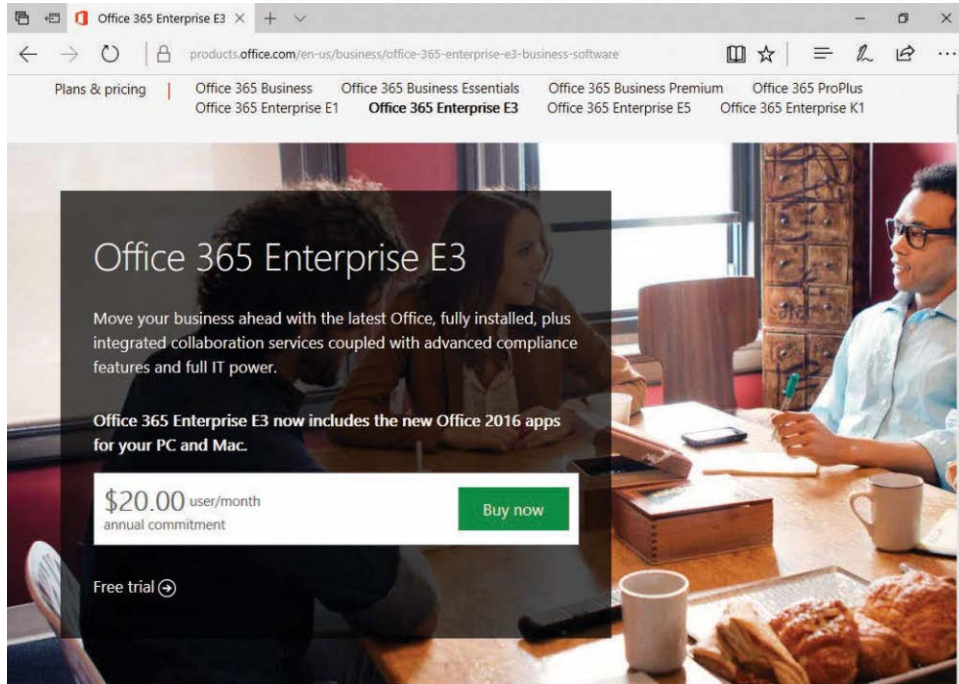 Office 365 Enterprise E3
products.office.com/en-us/business/office-365-enterprise-e3-business-software
Plans & pricing | Office 365 Business Office 365 Business Essentials Office 365 Business Premium Office 365 ProPlus
Office 365 Enterprise E1 Office 365 Enterprise E3 Office 365 Enterprise E5 Office 365 Enterprise K1
Office 365 Enterprise E3
Move your business ahead with the latest Office, fully installed, plus
integrated collaboration services coupled with advanced compliance
features and full IT power.
Office 365 Enterprise E3 now includes the new Office 2016 apps
for your PC and Mac.
$20.00 user/month
annual commitment
Buy now
Free trial